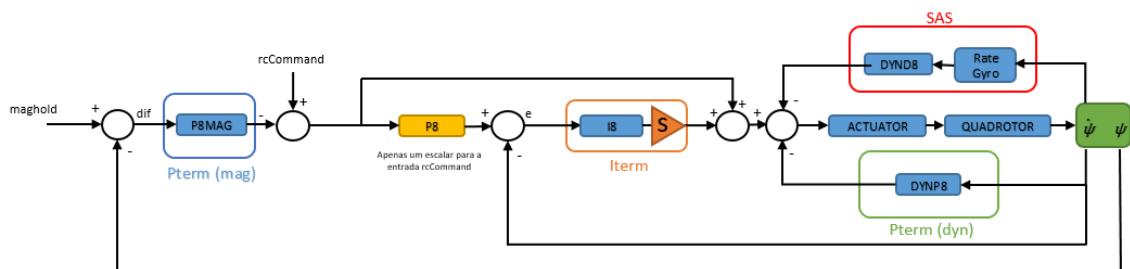 SAS
rcCommand
DYND8
Rate
Gyro
maghold
+
dif
P8MAG
-
+
-
Pterm (mag)
P8
Apenas um escalar para a
entrada rcCommand
+
e
-
I8
S
Iterm
+
+
+
-
-
ACTUATOR
QUADROTOR
ψ̇
ψ
DYNP8
Pterm (dyn)